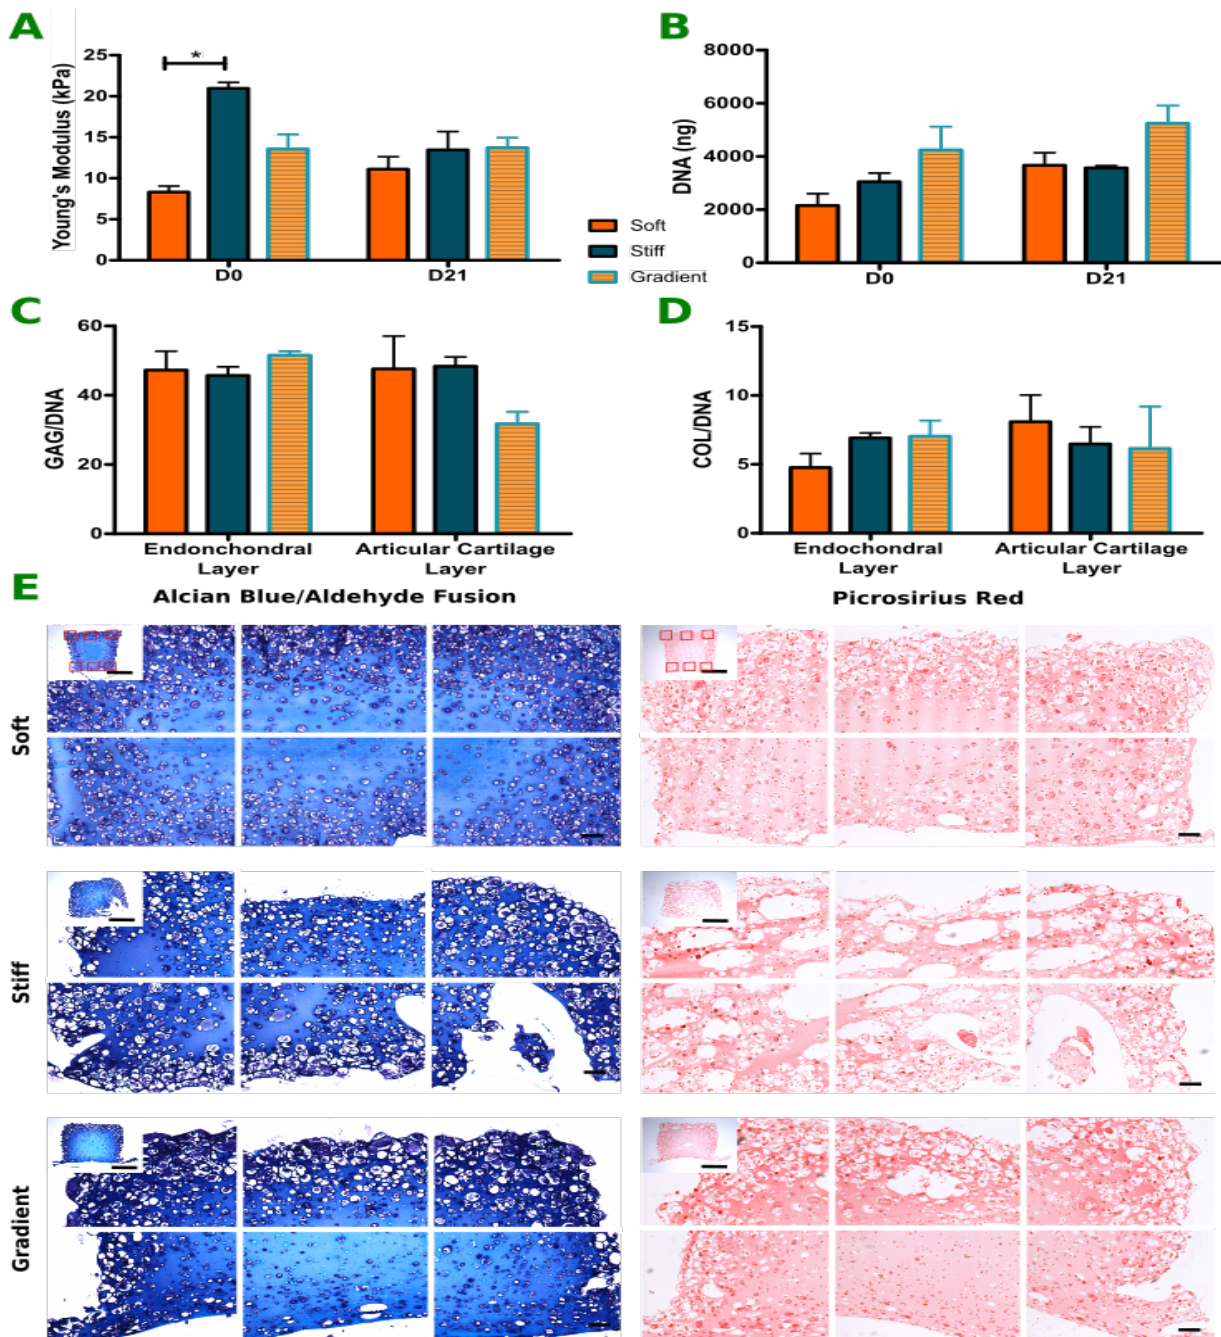 A
Young's Modulus (kPa)
25
20
15
10
5
0
*
D0
D21
B
DNA (ng)
8000
6000
4000
2000
0
D0
D21
Soft
Stiff
Gradient
C
GAG/DNA
60
40
20
0
Endonchondral
Layer
Articular Cartilage
Layer
D
COL/DNA
15
10
5
0
Endochondral
Layer
Articular Cartilage
Layer
E
Alcian Blue/Aldehyde Fusion
Picrosirius Red
Soft
Stiff
Gradient